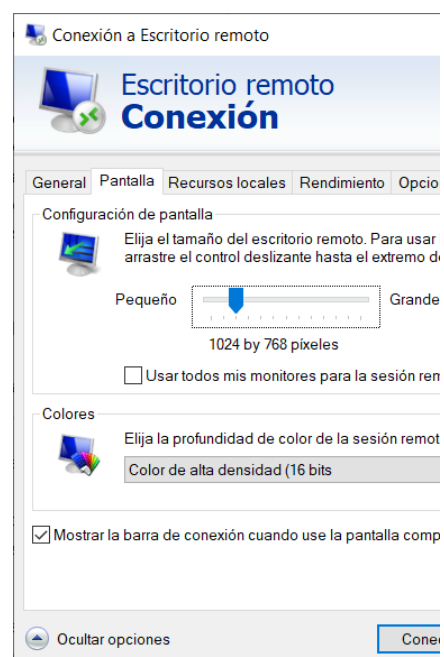 Conexión a Escritorio remoto
Escritorio remoto
Conexión
General Pantalla Recursos locales Rendimiento Opcio
Configuración de pantalla
Elija el tamaño del escritorio remoto. Para usar
arrastre el control deslizante hasta el extremo de
Pequeño Grande
1024 by 768 píxeles
Usar todos mis monitores para la sesión rem
Colores
Elija la profundidad de color de la sesión remot
Color de alta densidad (16 bits
Mostrar la barra de conexión cuando use la pantalla comp
Ocultar opciones Conec